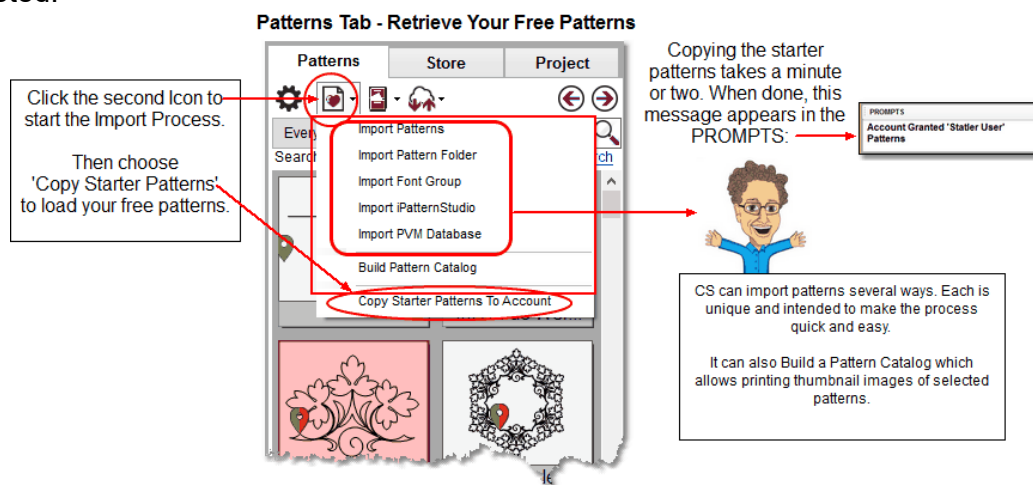 Patterns Tab - Retrieve Your Free Patterns
Patterns
Store
Project
Click the second Icon to
start the Import Process.
Then choose
'Copy Starter Patterns'
to load your free patterns.
Every
Search
ch
Import Patterns
Import Pattern Folder
Import Font Group
Import iPatternStudio
Import PVM Database
Build Pattern Catalog
Copy Starter Patterns To Account
Copying the starter
patterns takes a minute
or two. When done, this
message appears in the
PROMPTS:
PROMPTS
Account Granted 'Statler User'
Patterns
CS can import patterns several ways. Each is
unique and intended to make the process
quick and easy.
It can also Build a Pattern Catalog which
allows printing thumbnail images of selected
patterns.